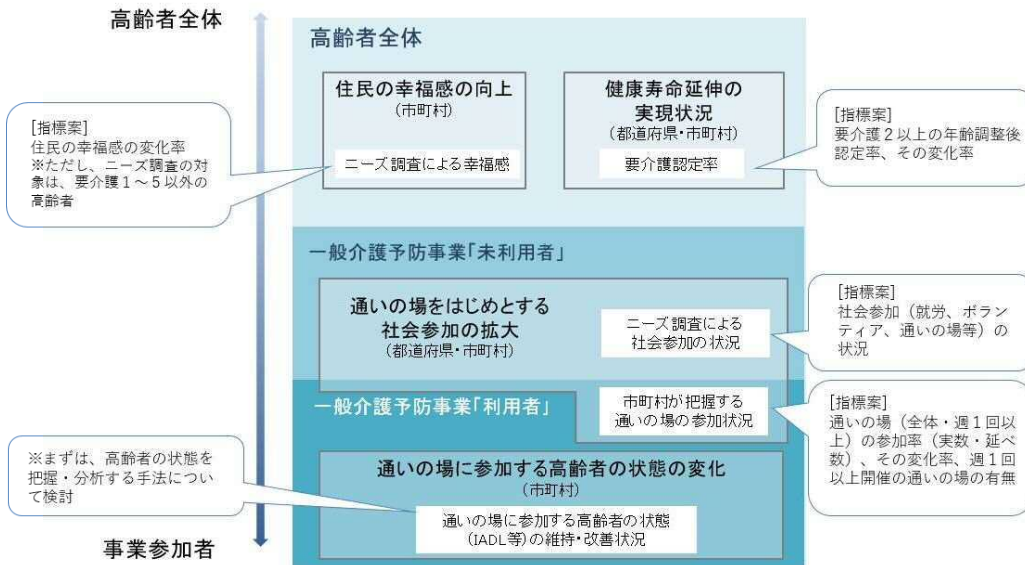 高齢者全体
高齢者全体
住民の幸福感の向上
(市町村)
ニーズ調査による幸福感
健康寿命延伸の
実現状況
(都道府県・市町村)
要介護認定率
[指標案]
住民の幸福感の変化率
※ただし、ニーズ調査の対
象は、要介護1～5以外の
高齢者
[指標案]
要介護2以上の年齢調整後
認定率、その変化率
一般介護予防事業「未利用者」
通いの場をはじめとする
社会参加の拡大
(都道府県・市町村)
ニーズ調査による
社会参加の状況
[指標案]
社会参加（就労、ボラン
ティア、通いの場等）の
状況
一般介護予防事業「利用者」
市町村が把握する
通いの場の参加状況
[指標案]
通いの場（全体・週1回以
上）の参加率（実数・延べ
数）、その変化率、週1回
以上開催の通いの場の有無
※まずは、高齢者の状態を
把握・分析する手法につい
て検討
通いの場に参加する高齢者の状態の変化
(市町村)
通いの場に参加する高齢者の状態
(IADL等)の維持・改善状況
事業参加者